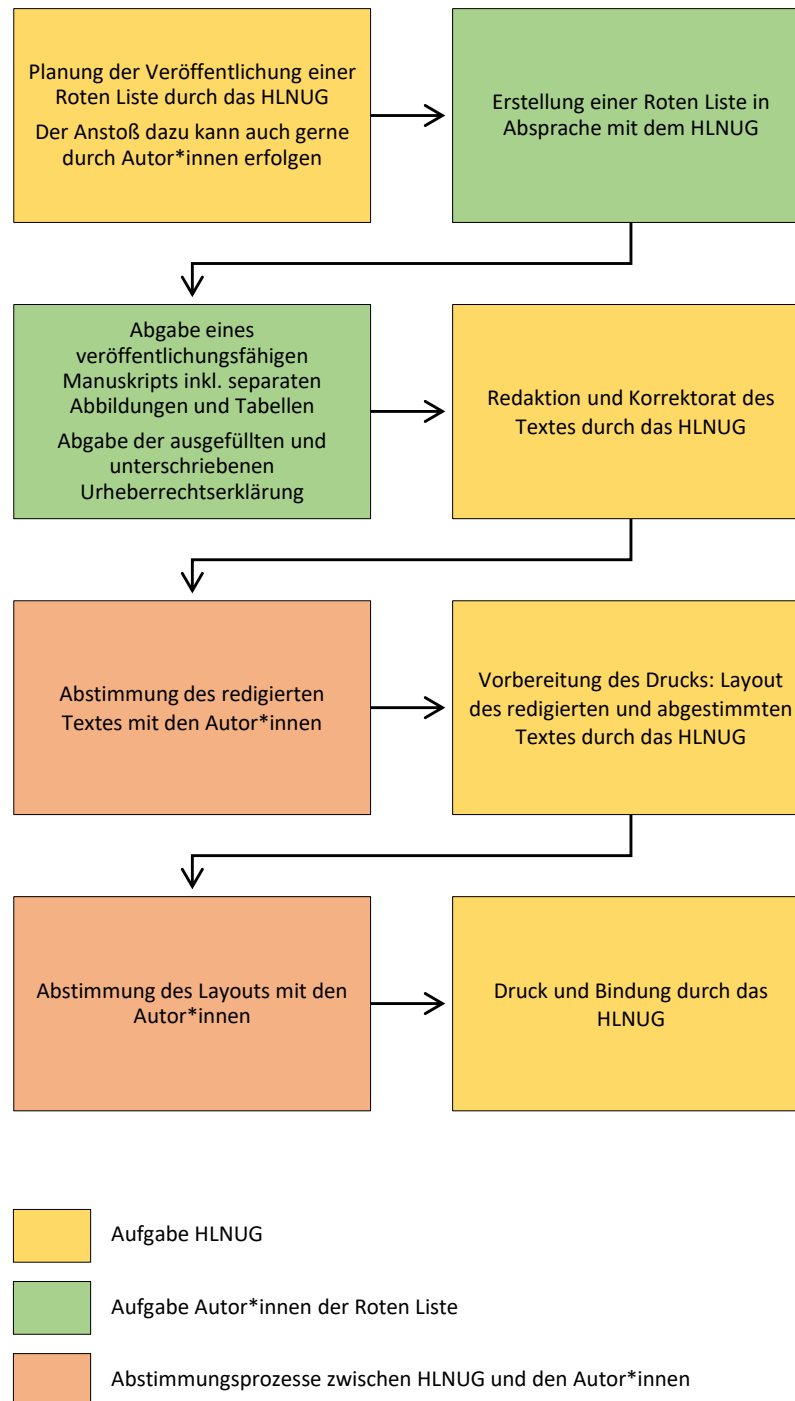 Planung der Veröffentlichung einer
Roten Liste durch das HLNUG
Der Anstoß dazu kann auch gerne
durch Autor*innen erfolgen
Erstellung einer Roten Liste in
Absprache mit dem HLNUG
Abgabe eines
veröffentlichungsfähigen
Manuskripts inkl. separaten
Abbildungen und Tabellen
Abgabe der ausgefüllten und
unterschriebenen
Urheberrechtserklärung
Redaktion und Korrektorat des
Textes durch das HLNUG
Abstimmung des redigierten
Textes mit den Autor*innen
Vorbereitung des Drucks: Layout
des redigierten und abgestimmten
Textes durch das HLNUG
Abstimmung des Layouts mit den
Autor*innen
Druck und Bindung durch das
HLNUG
Aufgabe HLNUG
Aufgabe Autor*innen der Roten Liste
Abstimmungsprozesse zwischen HLNUG und den Autor*innen